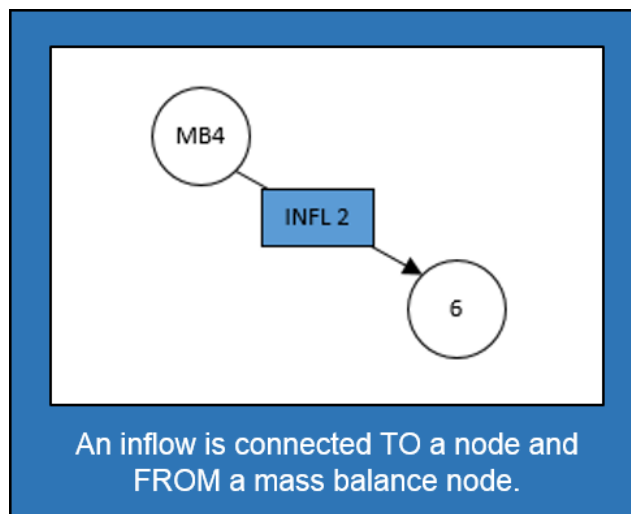 MB4
INFL 2
6
An inflow is connected TO a node and
FROM a mass balance node.